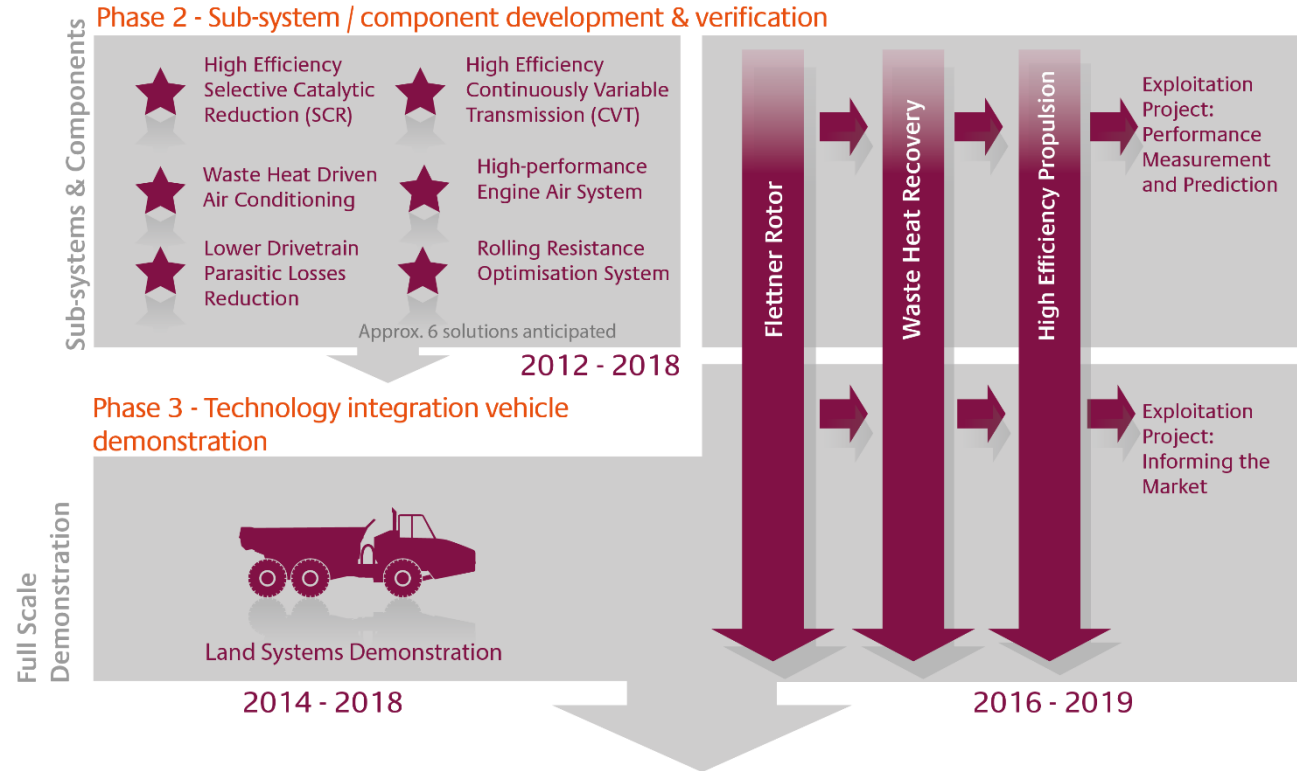 Phase 2 - Sub-system / component development & verification
Sub-systems & Components
High Efficiency
Selective Catalytic
Reduction (SCR)
High Efficiency
Continuously Variable
Transmission (CVT)
Waste Heat Driven
Air Conditioning
High-performance
Engine Air System
Lower Drivetrain
Parasitic Losses
Reduction
Rolling Resistance
Optimisation System
Approx. 6 solutions anticipated
2012 - 2018
Flettner Rotor
Waste Heat Recovery
High Efficiency Propulsion
Exploitation
Project:
Performance
Measurement
and Prediction
Exploitation
Project:
Informing the
Market
Phase 3 - Technology integration vehicle
demonstration
Full Scale
Demonstration
Land Systems Demonstration
2014 - 2018
2016 - 2019